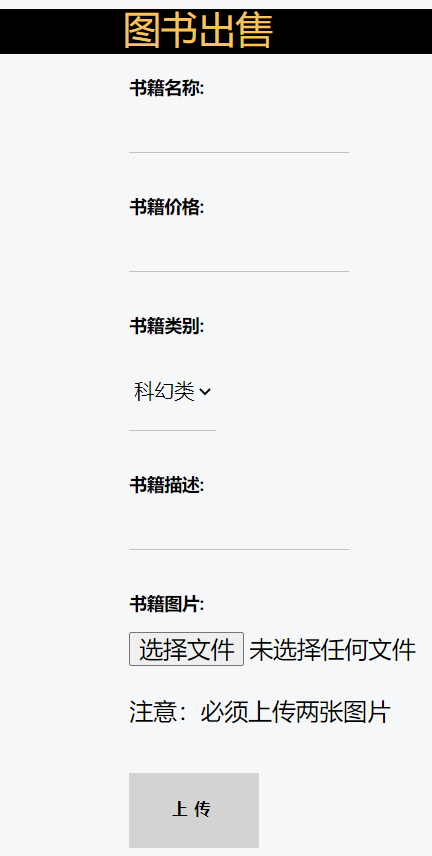 图书出售
书籍名称:
书籍价格:
书籍类别:
科幻类
书籍描述:
书籍图片:
选择文件 未选择任何文件
注意：必须上传两张图片
上 传